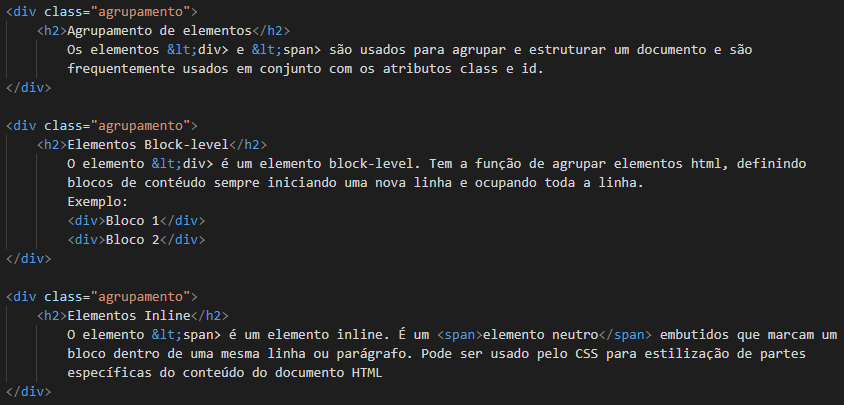 <div class="agrupamento">
<h2>Agrupamento de elementos</h2>
Os elementos &lt;div> e &lt;span> são usados para agrupar e estruturar um documento e são
frequentemente usados em conjunto com os atributos class e id.
</div>
<div class="agrupamento">
<h2>Elementos Block-level</h2>
O elemento &lt;div> é um elemento block-level. Tem a função de agrupar elementos html, definindo
blocos de contéudo sempre iniciando uma nova linha e ocupando toda a linha.
Exemplo:
<div>Bloco 1</div>
<div>Bloco 2</div>
</div>
<div class="agrupamento">
<h2>Elementos Inline</h2>
O elemento &lt;span> é um elemento inline. É um <span>elemento neutro</span> embutidos que marcam um
bloco dentro de uma mesma linha ou parágrafo. Pode ser usado pelo CSS para estilização de partes
específicas do conteúdo do documento HTML
</div>